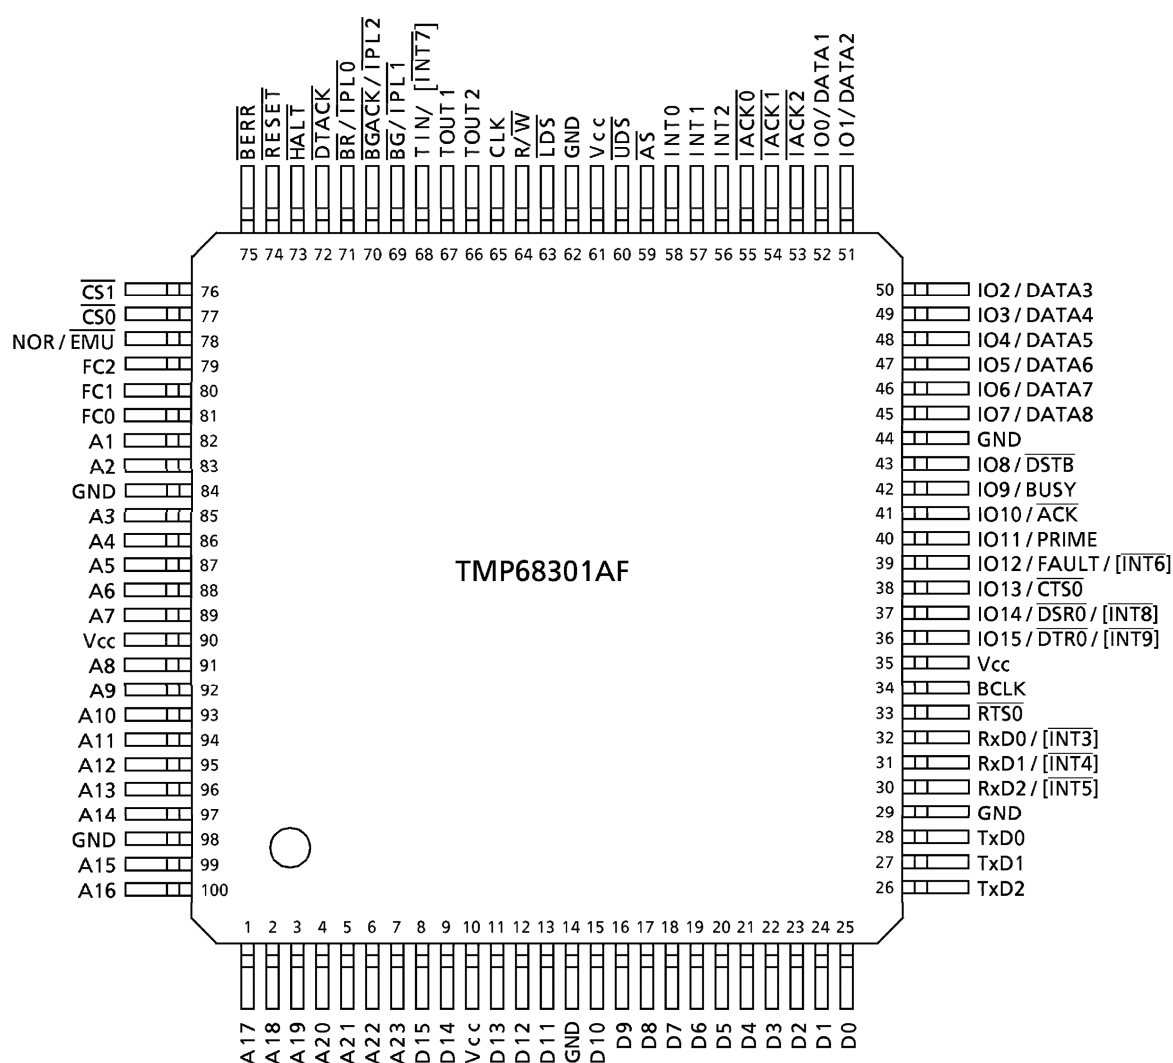 BERR
RESET
HALT
DTACK
BR/IPL0
BGACK/IPL2
BG/IPL1
TIN/ [INT7]
TOUT1
TOUT2
CLK
R/W
LDS
GND
Vcc
UDS
AS
INT0
INT1
INT2
IACK0
IACK1
IACK2
IO0/DATA1
IO1/DATA2
75 74 73 72 71 70 69 68 67 66 65 64 63 62 61 60 59 58 57 56 55 54 53 52 51
CS1 76
CS0 77
NOR / EMU 78
FC2 79
FC1 80
FC0 81
A1 82
A2 83
GND 84
A3 85
A4 86
A5 87
A6 88
A7 89
Vcc 90
A8 91
A9 92
A10 93
A11 94
A12 95
A13 96
A14 97
GND 98
A15 99
A16 100
TMP68301AF
50 IO2 / DATA3
49 IO3 / DATA4
48 IO4 / DATA5
47 IO5 / DATA6
46 IO6 / DATA7
45 IO7 / DATA8
44 GND
43 IO8 / DSTB
42 IO9 / BUSY
41 IO10 / ACK
40 IO11 / PRIME
39 IO12 / FAULT / [INT6]
38 IO13 / CTS0
37 IO14 / DSR0 / [INT8]
36 IO15 / DTR0 / [INT9]
35 Vcc
34 BCLK
33 RTS0
32 RxD0 / [INT3]
31 RxD1 / [INT4]
30 RxD2 / [INT5]
29 GND
28 TxD0
27 TxD1
26 TxD2
1 2 3 4 5 6 7 8 9 10 11 12 13 14 15 16 17 18 19 20 21 22 23 24 25
A17
A18
A19
A20
A21
A22
A23
D15
D14
Vcc
D13
D12
D11
GND
D10
D9
D8
D7
D6
D5
D4
D3
D2
D1
D0